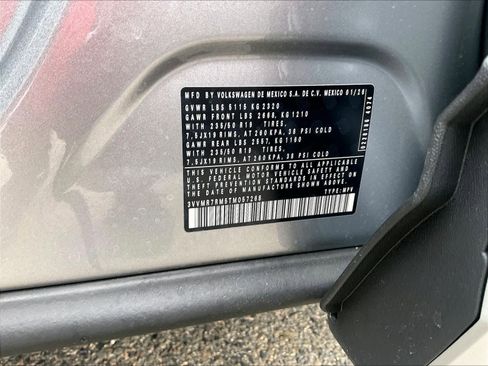 MFD BY VOLKSWAGEN DE MEXICO S.A. DE C.V. MEXICO 01/26
GVWR LBS 5115 KG 2320
GAWR FRONT LBS 2668, KG 1210
WITH 235/50 R19 TIRES,
7.5JX19 RIMS, AT 260 KPA, 38 PSI COLD
GAWR REAR LBS 2557, KG 1160
WITH 235/50 R19 TIRES,
7.5JX19 RIMS, AT 260 KPA, 38 PSI COLD
THIS VEHICLE CONFORMS TO ALL APPLICABLE
U.S. FEDERAL MOTOR VEHICLE SAFETY AND
THEFT PREVENTION STANDARDS IN EFFECT ON
THE DATE OF MANUFACTURE SHOWN ABOVE.
TYPE: MPV
4024